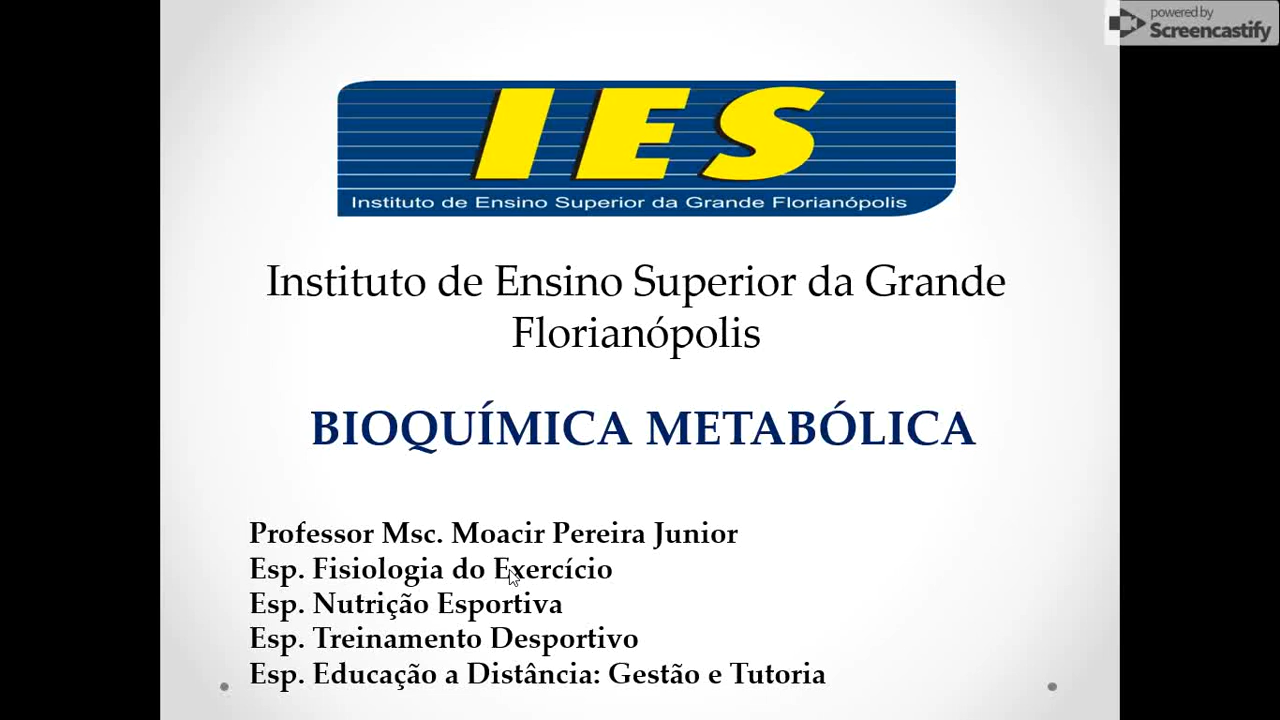 powered by
Screencastify
IES
Instituto de Ensino Superior da Grande Florianópolis
Instituto de Ensino Superior da Grande
Florianópolis
BIOQUÍMICA METABÓLICA
Professor Msc. Moacir Pereira Junior
Esp. Fisiologia do Exercício
Esp. Nutrição Esportiva
Esp. Treinamento Desportivo
Esp. Educação a Distância: Gestão e Tutoria